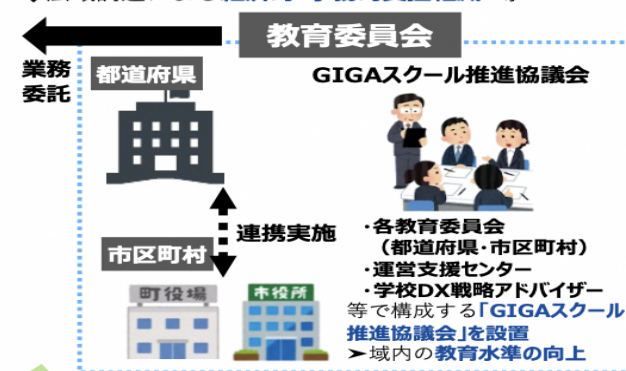 教育委員会
業務
委託
都道府県
GIGAスクール推進協議会
連携実施
市区町村
町役場
市役所
・各教育委員会
（都道府県・市区町村）
・運営支援センター
・学校DX戦略アドバイザー
等で構成する「GIGAスクール
推進協議会」を設置
➤域内の教育水準の向上